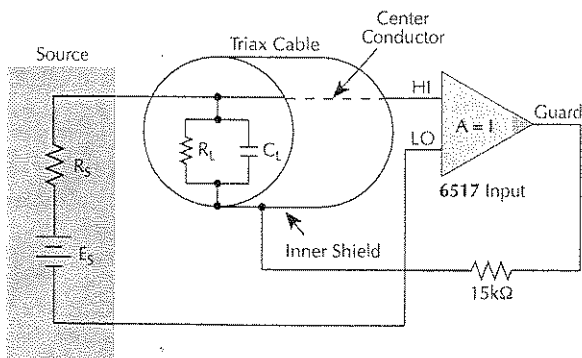 Source
Triax Cable
Center
Conductor
HI
LO
A = 1
Guard
6517 Input
R_S
E_S
R_L
C_L
Inner Shield
15kΩ